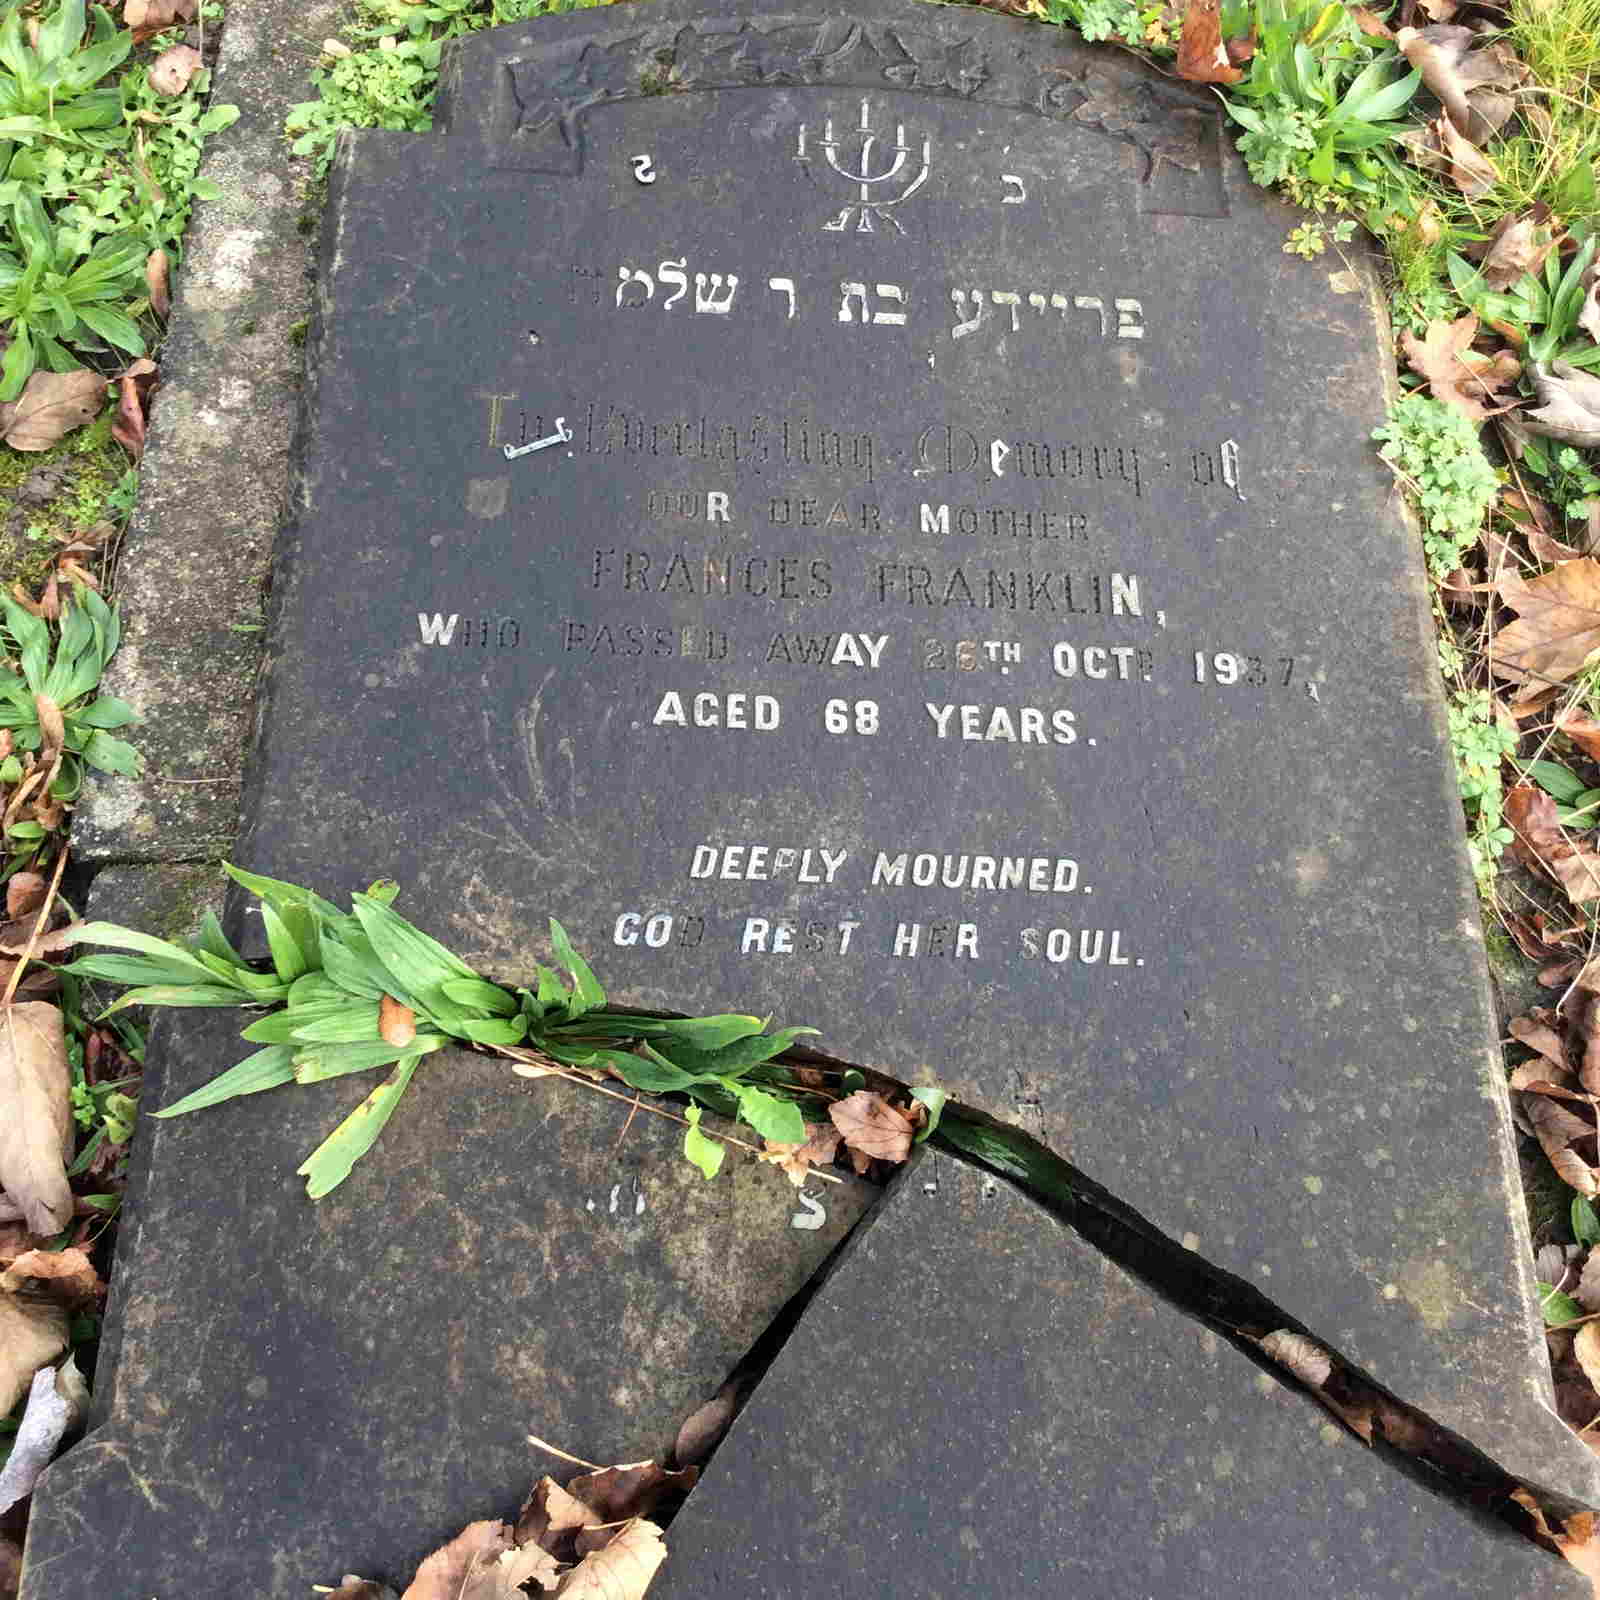 פ נ
פריידע בת ר שלמה
In Everlasting Memory of
OUR DEAR MOTHER
FRANCES FRANKLIN,
WHO PASSED AWAY 26TH OCTR. 1937,
AGED 68 YEARS.
DEEPLY MOURNED.
GOD REST HER SOUL.